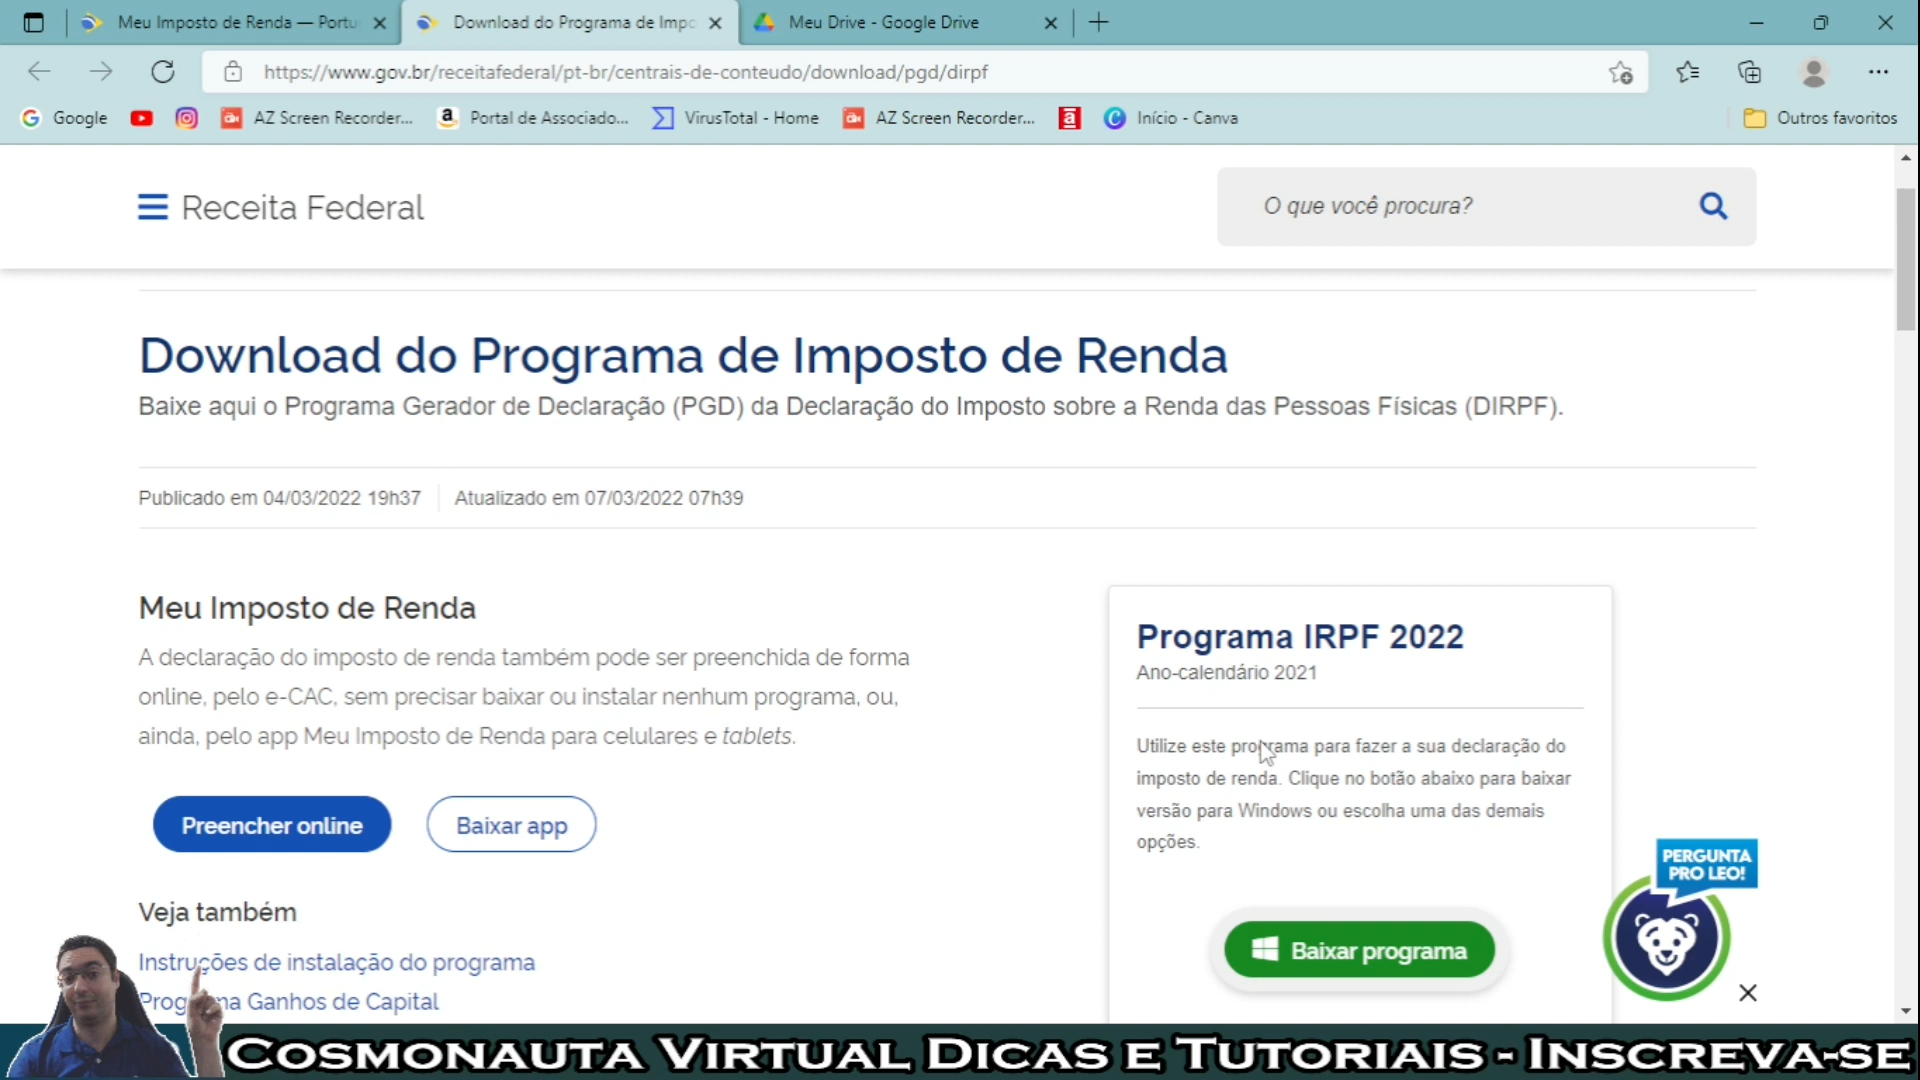 Meu Imposto de Renda — Portu
Download do Programa de Impo
Meu Drive - Google Drive
https://www.gov.br/receitafederal/pt-br/centrais-de-conteudo/download/pgd/dirpf
Google
AZ Screen Recorder...
Portal de Associado...
VirusTotal - Home
AZ Screen Recorder...
Início - Canva
Outros favoritos
Receita Federal
O que você procura?
Download do Programa de Imposto de Renda
Baixe aqui o Programa Gerador de Declaração (PGD) da Declaração do Imposto sobre a Renda das Pessoas Físicas (DIRPF).
Publicado em 04/03/2022 19h37
Atualizado em 07/03/2022 07h39
Meu Imposto de Renda
A declaração do imposto de renda também pode ser preenchida de forma
online, pelo e-CAC, sem precisar baixar ou instalar nenhum programa, ou,
ainda, pelo app Meu Imposto de Renda para celulares e tablets.
Preencher online
Baixar app
Veja também
Instruções de instalação do programa
Programa Ganhos de Capital
Programa IRPF 2022
Ano-calendário 2021
Utilize este programa para fazer a sua declaração do
imposto de renda. Clique no botão abaixo para baixar
versão para Windows ou escolha uma das demais
opções.
Baixar programa
PERGUNTA
PRO LEO!
COSMONAUTA VIRTUAL DICAS E TUTORIAIS - INSCREVA-SE